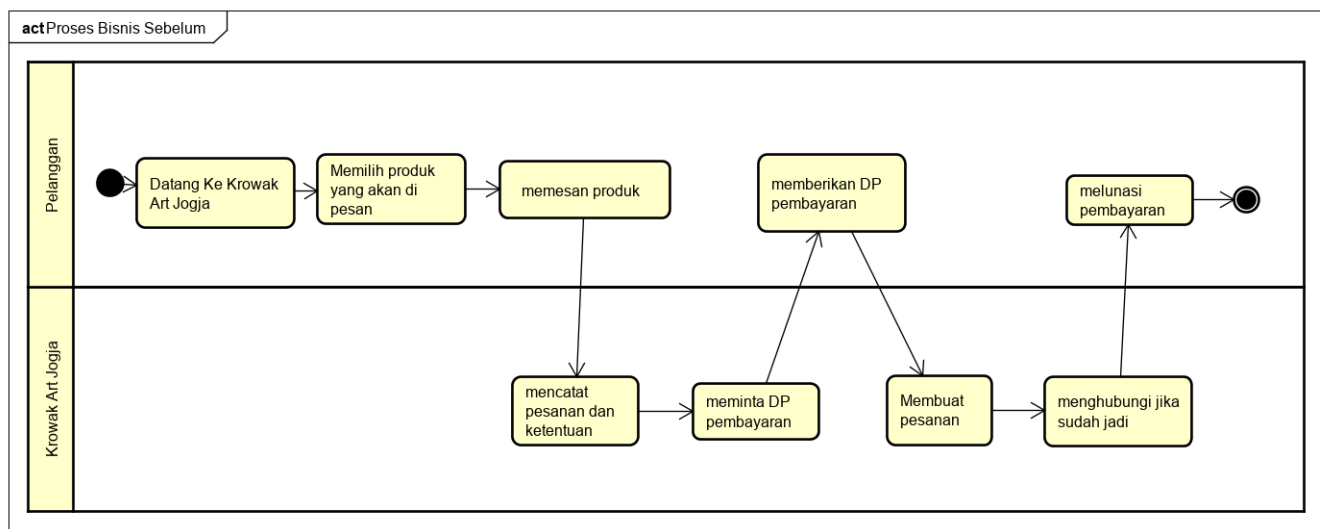 act Proses Bisnis Sebelum
Pelanggan
Datang Ke Krowak
Art Jogja
Memilih produk
yang akan di
pesan
memesan produk
memberikan DP
pembayaran
melunasi
pembayaran
Krowak Art Jogja
mencatat
pesanan dan
ketentuan
meminta DP
pembayaran
Membuat
pesanan
menghubungi jika
sudah jadi